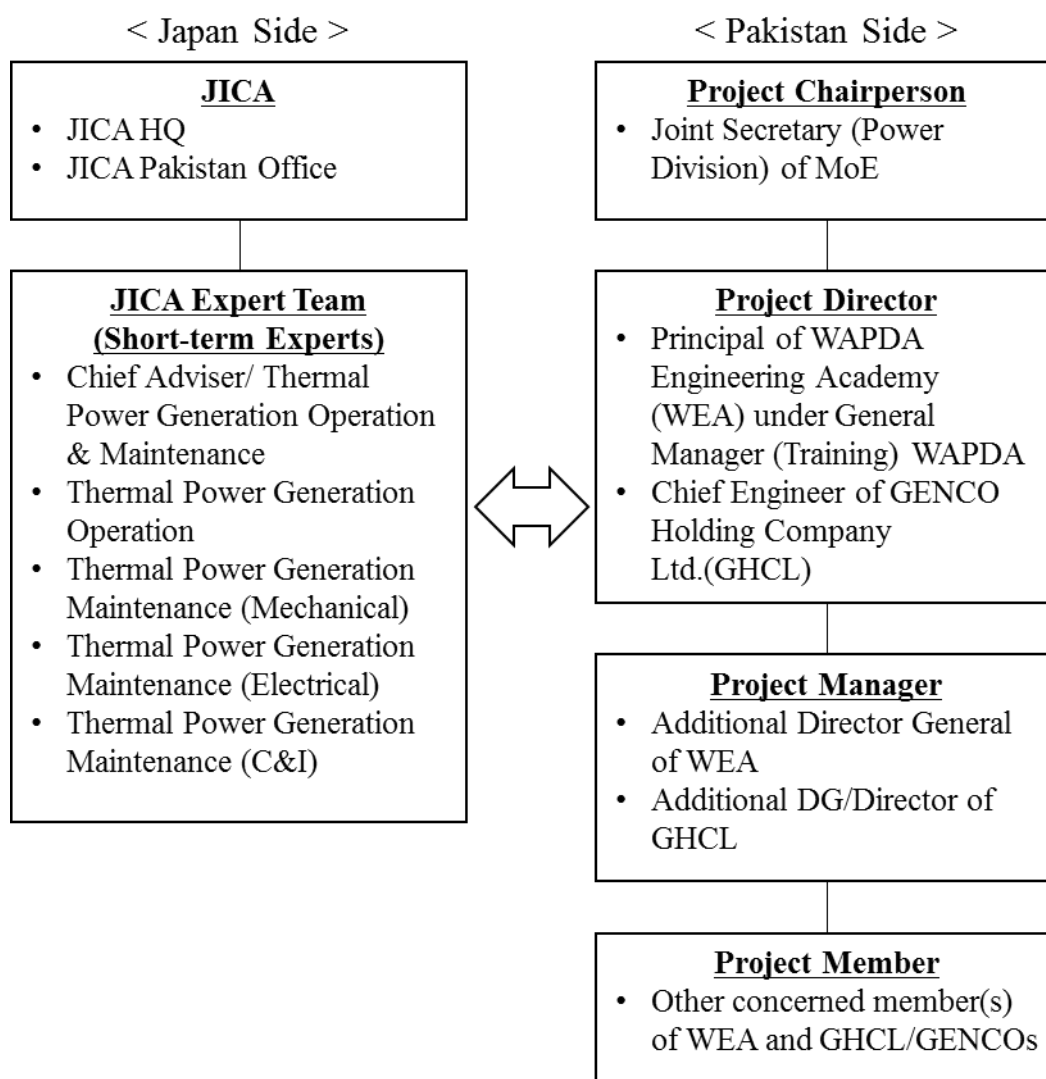 < Japan Side >
JICA
• JICA HQ
• JICA Pakistan Office
JICA Expert Team
(Short-term Experts)
• Chief Adviser/ Thermal
Power Generation Operation
& Maintenance
• Thermal Power Generation
Operation
• Thermal Power Generation
Maintenance (Mechanical)
• Thermal Power Generation
Maintenance (Electrical)
• Thermal Power Generation
Maintenance (C&I)
< Pakistan Side >
Project Chairperson
• Joint Secretary (Power
Division) of MoE
Project Director
• Principal of WAPDA
Engineering Academy
(WEA) under General
Manager (Training) WAPDA
• Chief Engineer of GENCO
Holding Company
Ltd.(GHCL)
Project Manager
• Additional Director General
of WEA
• Additional DG/Director of
GHCL
Project Member
• Other concerned member(s)
of WEA and GHCL/GENCOs